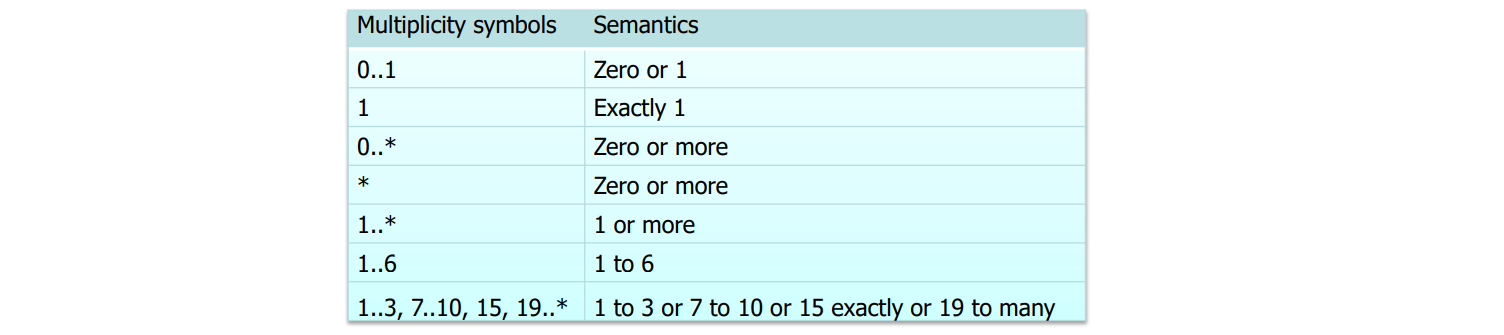 Multiplicity symbols Semantics
0..1 Zero or 1
1 Exactly 1
0..* Zero or more
* Zero or more
1..* 1 or more
1..6 1 to 6
1..3, 7..10, 15, 19..* 1 to 3 or 7 to 10 or 15 exactly or 19 to many